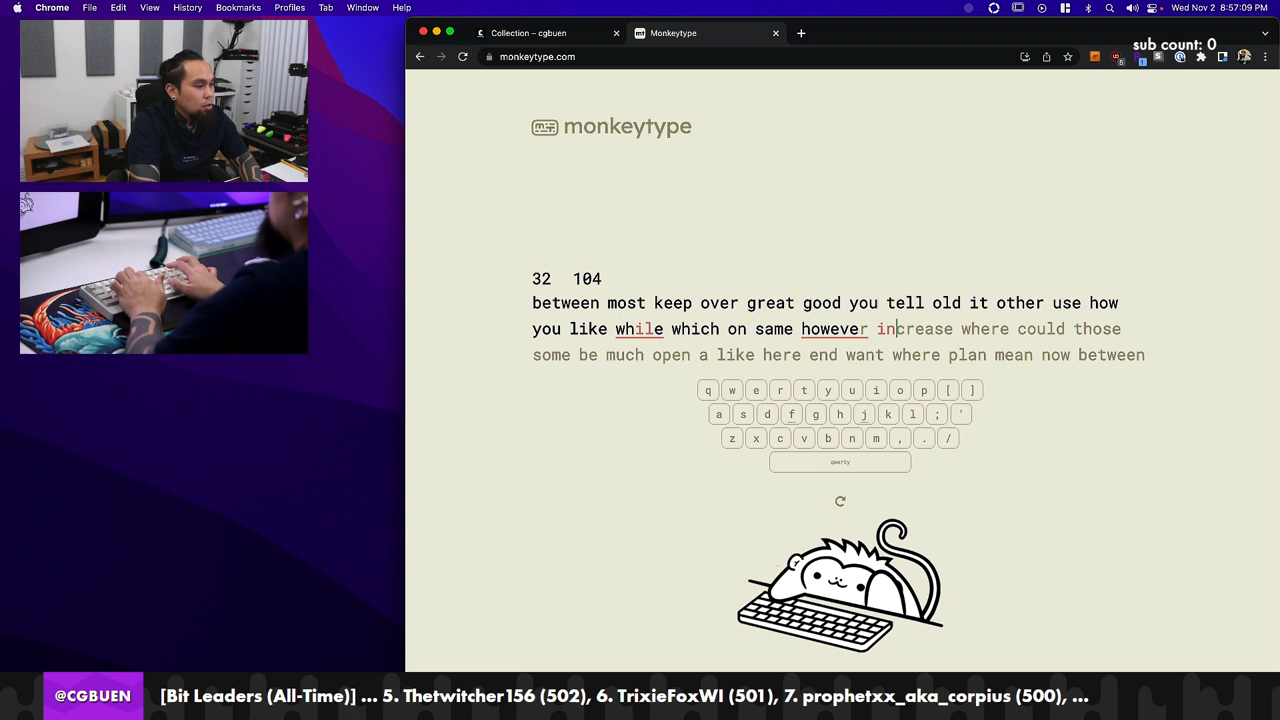 Chrome File Edit View History Bookmarks Profiles Tab Window Help
Wed Nov 2 8:57:09 PM
Collection – cgbuen
mt Monkeytype
sub count: 0
monkeytype.com
monkeytype
32 104
between most keep over great good you tell old it other use how
you like while which on same however increase where could those
some be much open a like here end want where plan mean now between
q w e r t y u i o p [ ]
a s d f g h j k l ; '
z x c v b n m , . /
qwerty
@CGBUEN
[Bit Leaders (All-Time)] ... 5. Thetwitcher156 (502), 6. TrixieFoxWI (501), 7. prophetxx_aka_corpius (500), ...